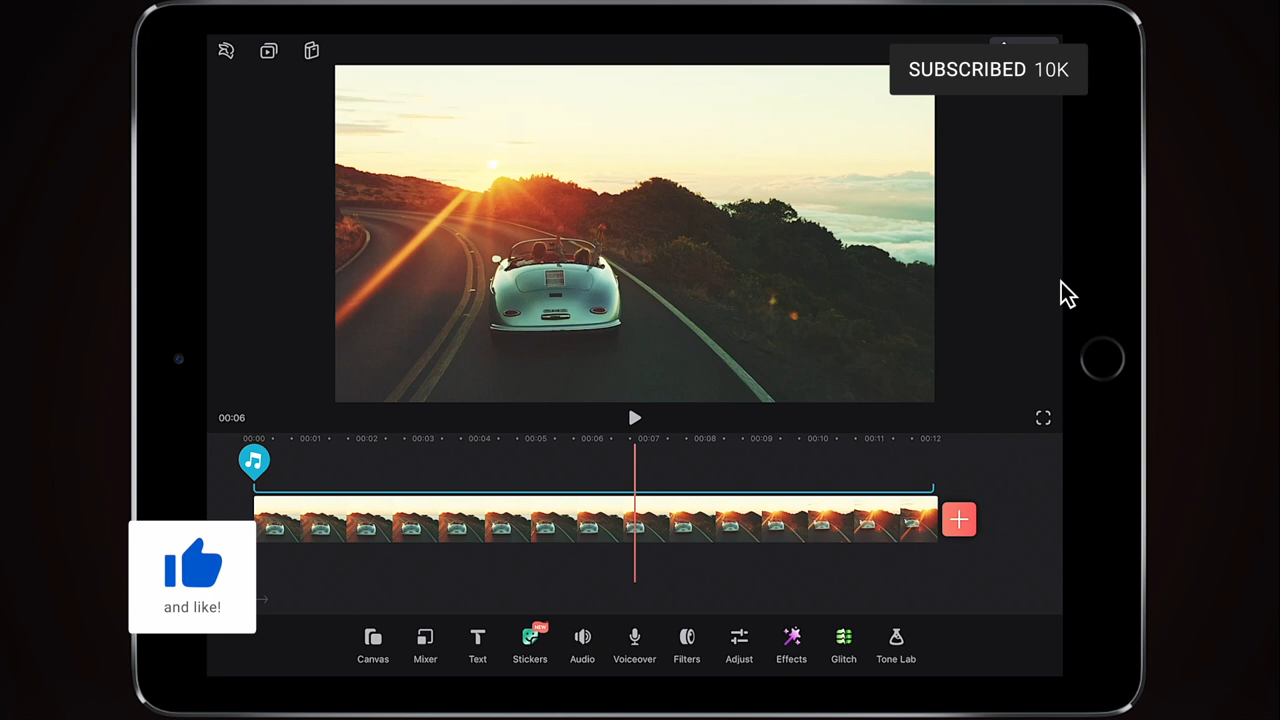 SUBSCRIBED 10K
00:06
00:00 00:01 00:02 00:03 00:04 00:05 00:06 00:07 00:08 00:09 00:10 00:11 00:12
and like!
NEW
Canvas Mixer Text Stickers Audio Voiceover Filters Adjust Effects Glitch Tone Lab